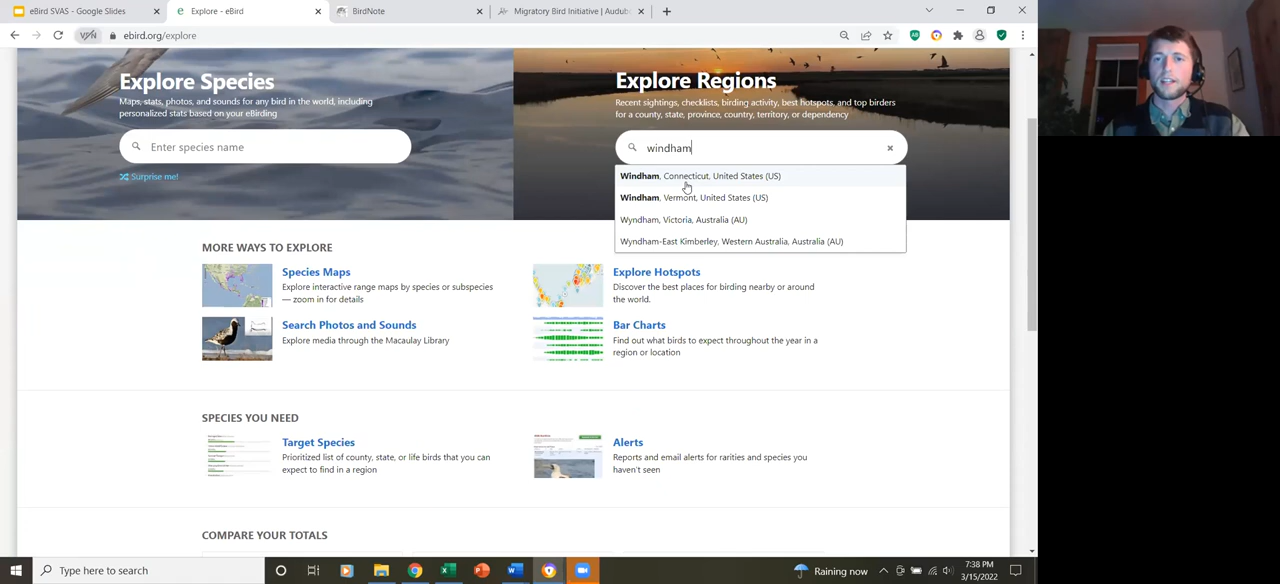 eBird SVAS - Google Slides
Explore - eBird
BirdNote
Migratory Bird Initiative | Audub
VPN
ebird.org/explore
Explore Species
Maps, stats, photos, and sounds for any bird in the world, including
personalized stats based on your eBirding
Enter species name
Surprise me!
Explore Regions
Recent sightings, checklists, birding activity, best hotspots, and top birders
for a county, state, province, country, territory, or dependency
windham
Windham, Connecticut, United States (US)
Windham, Vermont, United States (US)
Wyndham, Victoria, Australia (AU)
Wyndham-East Kimberley, Western Australia, Australia (AU)
MORE WAYS TO EXPLORE
Species Maps
Explore interactive range maps by species or subspecies
— zoom in for details
Explore Hotspots
Discover the best places for birding nearby or around
the world.
Search Photos and Sounds
Explore media through the Macaulay Library
Bar Charts
Find out what birds to expect throughout the year in a
region or location
SPECIES YOU NEED
Target Species
Prioritized list of county, state, or life birds that you can
expect to find in a region
Alerts
Reports and email alerts for rarities and species you
haven't seen
COMPARE YOUR TOTALS
Type here to search
Raining now
7:38 PM
3/15/2022